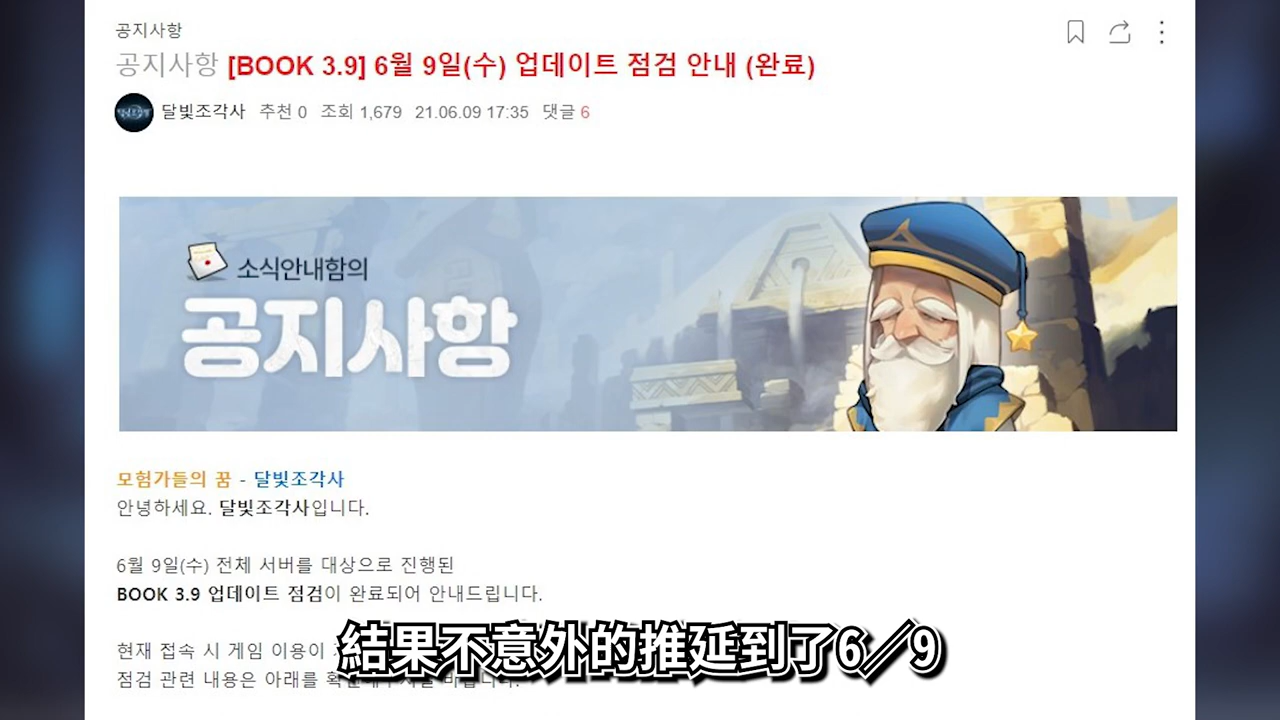 공지사항
공지사항 [BOOK 3.9] 6월 9일(수) 업데이트 점검 안내 (완료)
달빛조각사 추천 0 조회 1,679 21.06.09 17:35 댓글 6
소식안내함의
공지사항
모험가들의 꿈 - 달빛조각사
안녕하세요. 달빛조각사입니다.
6월 9일(수) 전체 서버를 대상으로 진행된
BOOK 3.9 업데이트 점검이 완료되어 안내드립니다.
현재 접속 시 게임 이용이
점검 관련 내용은 아래를
結果不意外的推延到了6／9